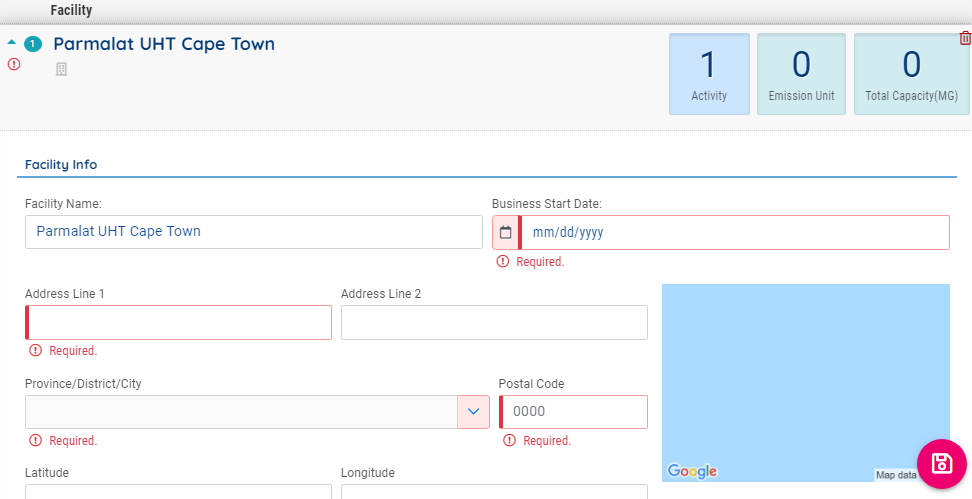 Facility
1 Parmalat UHT Cape Town
1 0 0
Activity Emission Unit Total Capacity(MG)
Facility Info
Facility Name: Business Start Date:
Parmalat UHT Cape Town mm/dd/yyyy
Required.
Address Line 1 Address Line 2
Required.
Province/District/City Postal Code
0000
Required. Required.
Latitude Longitude
Google Map data